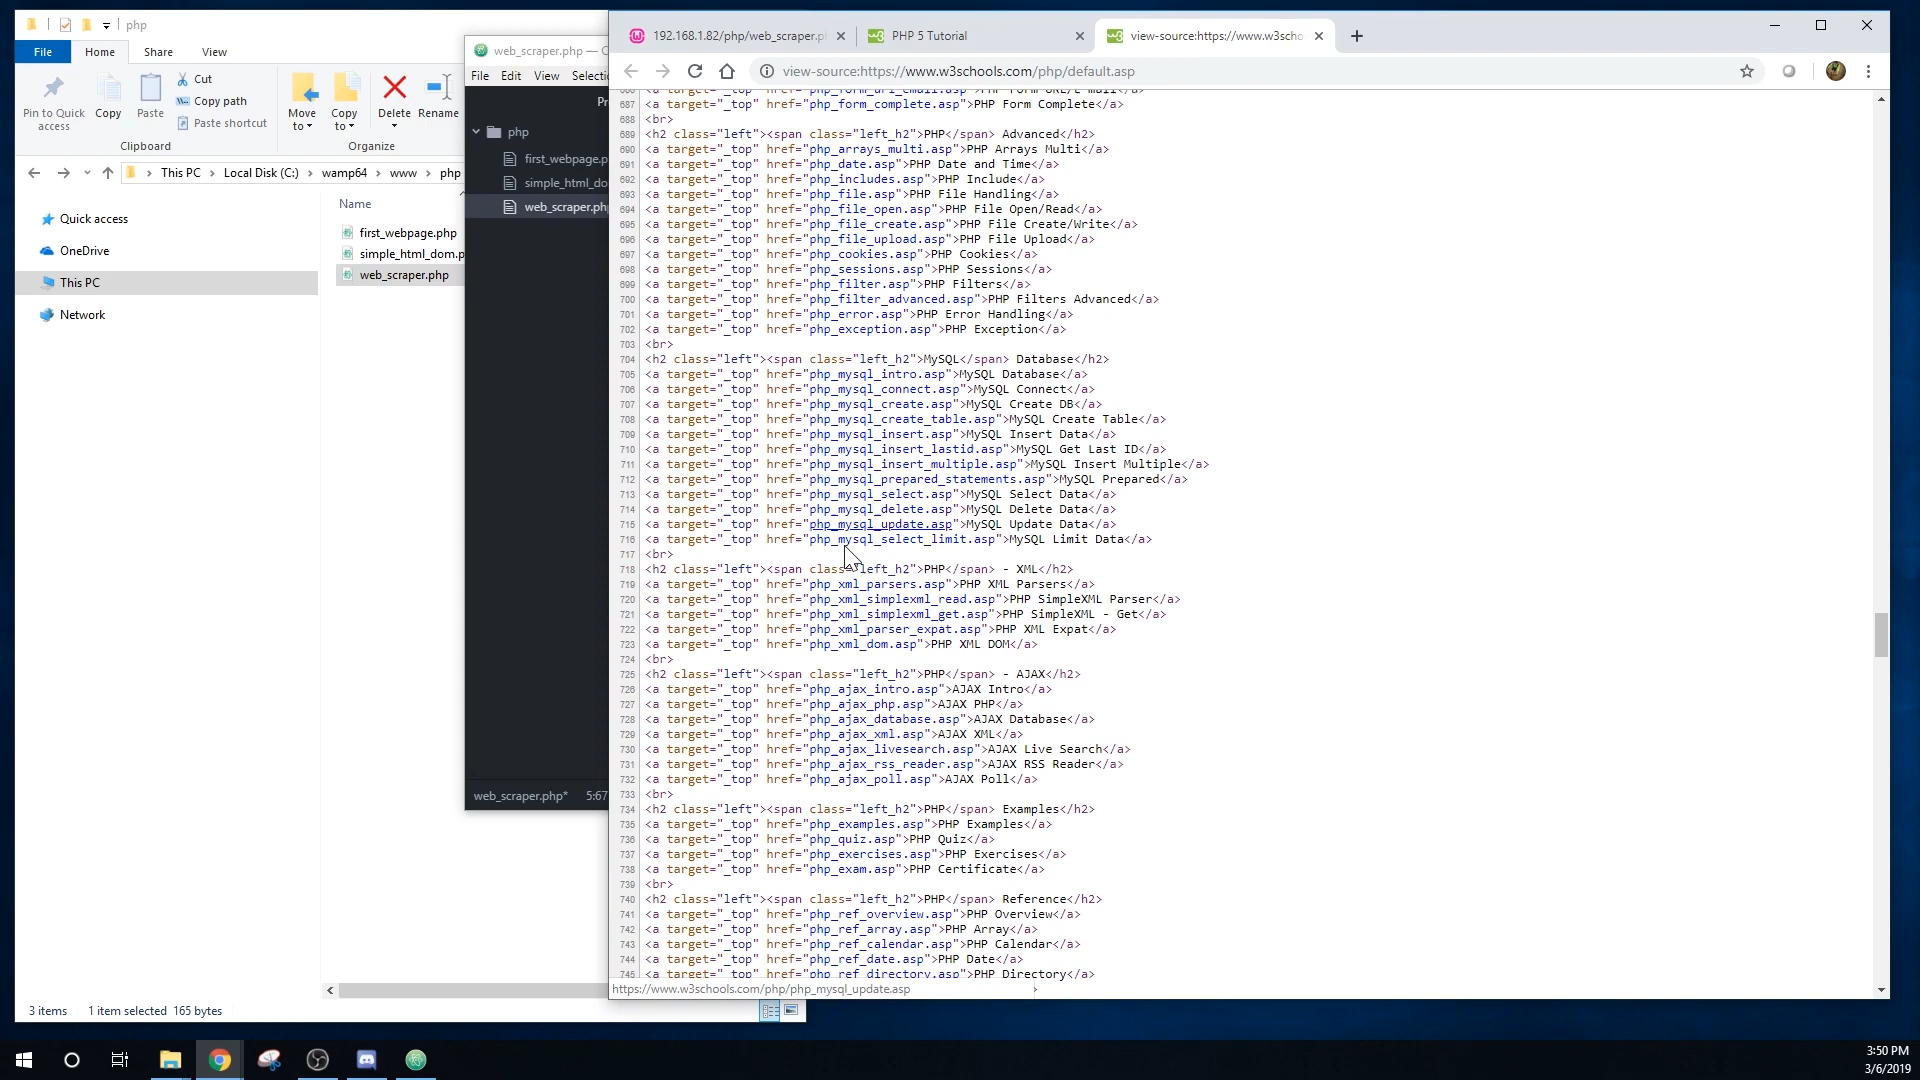 php
File
Home
Share
View
Pin to Quick access
Copy
Paste
Cut
Copy path
Paste shortcut
Clipboard
Move to
Copy to
Delete
Rename
Organize
This PC
Local Disk (C:)
wamp64
www
php
Quick access
OneDrive
This PC
Network
Name
first_webpage.php
simple_html_dom.p
web_scraper.php
3 items
1 item selected
165 bytes
web_scraper.php — 
File
Edit
View
Selectio
Pr
php
first_webpage.p
simple_html_do
web_scraper.php
web_scraper.php*
5:67
192.168.1.82/php/web_scraper.p
PHP 5 Tutorial
view-source:https://www.w3scho
view-source:https://www.w3schools.com/php/default.asp
687 <a target="_top" href="php_form_complete.asp">PHP Form Complete</a>
688 <br>
689 <h2 class="left"><span class="left_h2">PHP</span> Advanced</h2>
690 <a target="_top" href="php_arrays_multi.asp">PHP Arrays Multi</a>
691 <a target="_top" href="php_date.asp">PHP Date and Time</a>
692 <a target="_top" href="php_includes.asp">PHP Include</a>
693 <a target="_top" href="php_file.asp">PHP File Handling</a>
694 <a target="_top" href="php_file_open.asp">PHP File Open/Read</a>
695 <a target="_top" href="php_file_create.asp">PHP File Create/Write</a>
696 <a target="_top" href="php_file_upload.asp">PHP File Upload</a>
697 <a target="_top" href="php_cookies.asp">PHP Cookies</a>
698 <a target="_top" href="php_sessions.asp">PHP Sessions</a>
699 <a target="_top" href="php_filter.asp">PHP Filters</a>
700 <a target="_top" href="php_filter_advanced.asp">PHP Filters Advanced</a>
701 <a target="_top" href="php_error.asp">PHP Error Handling</a>
702 <a target="_top" href="php_exception.asp">PHP Exception</a>
703 <br>
704 <h2 class="left"><span class="left_h2">MySQL</span> Database</h2>
705 <a target="_top" href="php_mysql_intro.asp">MySQL Database</a>
706 <a target="_top" href="php_mysql_connect.asp">MySQL Connect</a>
707 <a target="_top" href="php_mysql_create.asp">MySQL Create DB</a>
708 <a target="_top" href="php_mysql_create_table.asp">MySQL Create Table</a>
709 <a target="_top" href="php_mysql_insert.asp">MySQL Insert Data</a>
710 <a target="_top" href="php_mysql_insert_lastid.asp">MySQL Get Last ID</a>
711 <a target="_top" href="php_mysql_insert_multiple.asp">MySQL Insert Multiple</a>
712 <a target="_top" href="php_mysql_prepared_statements.asp">MySQL Prepared</a>
713 <a target="_top" href="php_mysql_select.asp">MySQL Select Data</a>
714 <a target="_top" href="php_mysql_delete.asp">MySQL Delete Data</a>
715 <a target="_top" href="php_mysql_update.asp">MySQL Update Data</a>
716 <a target="_top" href="php_mysql_select_limit.asp">MySQL Limit Data</a>
717 <br>
718 <h2 class="left"><span class="left_h2">PHP</span> - XML</h2>
719 <a target="_top" href="php_xml_parsers.asp">PHP XML Parsers</a>
720 <a target="_top" href="php_xml_simplexml_read.asp">PHP SimpleXML Parser</a>
721 <a target="_top" href="php_xml_simplexml_get.asp">PHP SimpleXML - Get</a>
722 <a target="_top" href="php_xml_parser_expat.asp">PHP XML Expat</a>
723 <a target="_top" href="php_xml_dom.asp">PHP XML DOM</a>
724 <br>
725 <h2 class="left"><span class="left_h2">PHP</span> - AJAX</h2>
726 <a target="_top" href="php_ajax_intro.asp">AJAX Intro</a>
727 <a target="_top" href="php_ajax_php.asp">AJAX PHP</a>
728 <a target="_top" href="php_ajax_database.asp">AJAX Database</a>
729 <a target="_top" href="php_ajax_xml.asp">AJAX XML</a>
730 <a target="_top" href="php_ajax_livesearch.asp">AJAX Live Search</a>
731 <a target="_top" href="php_ajax_rss_reader.asp">AJAX RSS Reader</a>
732 <a target="_top" href="php_ajax_poll.asp">AJAX Poll</a>
733 <br>
734 <h2 class="left"><span class="left_h2">PHP</span> Examples</h2>
735 <a target="_top" href="php_examples.asp">PHP Examples</a>
736 <a target="_top" href="php_quiz.asp">PHP Quiz</a>
737 <a target="_top" href="php_exercises.asp">PHP Exercises</a>
738 <a target="_top" href="php_exam.asp">PHP Certificate</a>
739 <br>
740 <h2 class="left"><span class="left_h2">PHP</span> Reference</h2>
741 <a target="_top" href="php_ref_overview.asp">PHP Overview</a>
742 <a target="_top" href="php_ref_array.asp">PHP Array</a>
743 <a target="_top" href="php_ref_calendar.asp">PHP Calendar</a>
744 <a target="_top" href="php_ref_date.asp">PHP Date</a>
745 <a target="_top" href="php_ref_directory.asp">PHP Directory</a>
https://www.w3schools.com/php/php_mysql_update.asp
3:50 PM
3/6/2019